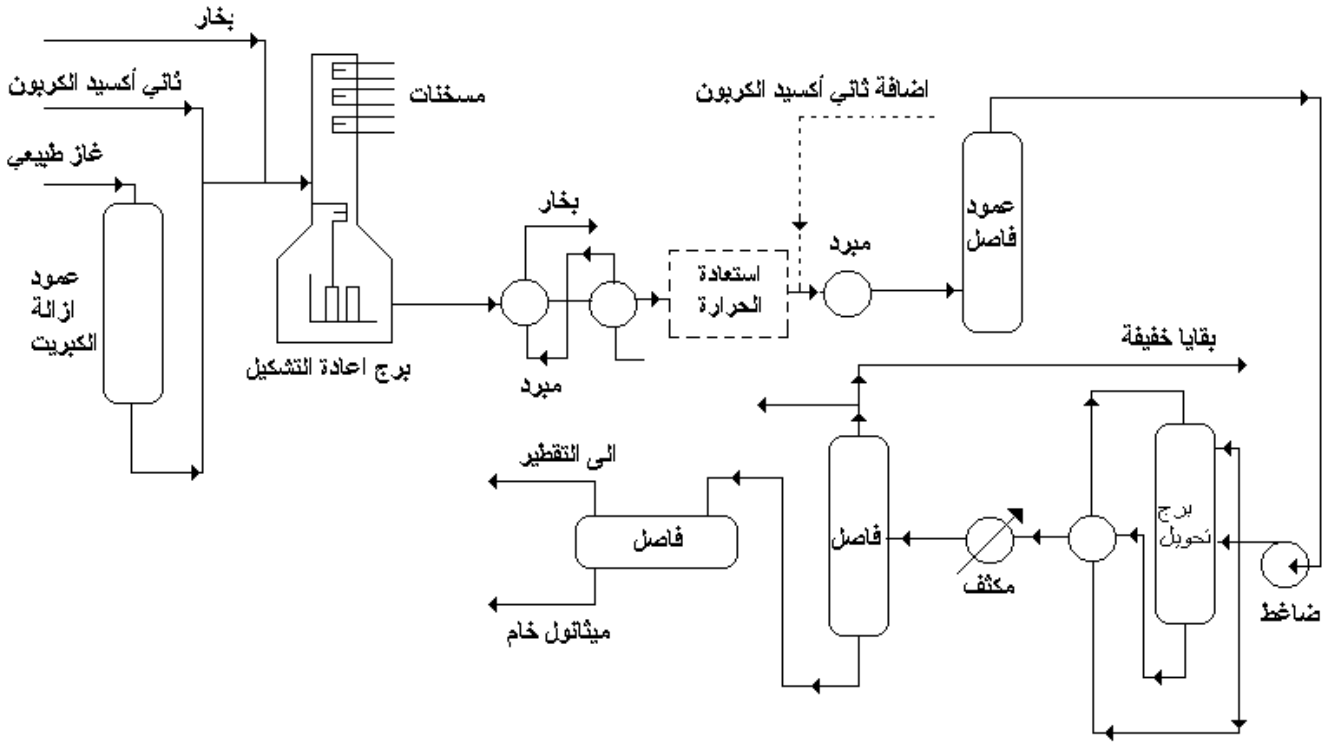 بخار
ثاني أكسيد الكربون
غاز طبيعي
عمود
ازالة
الكبريت
مسخنات
برج اعادة التشكيل
بخار
مبرد
استعادة
الحرارة
اضافة ثاني أكسيد الكربون
مبرد
عمود
فاصل
بقايا خفيفة
برج
تحويل
ضاغط
مكثف
فاصل
فاصل
الى التقطير
ميثانول خام